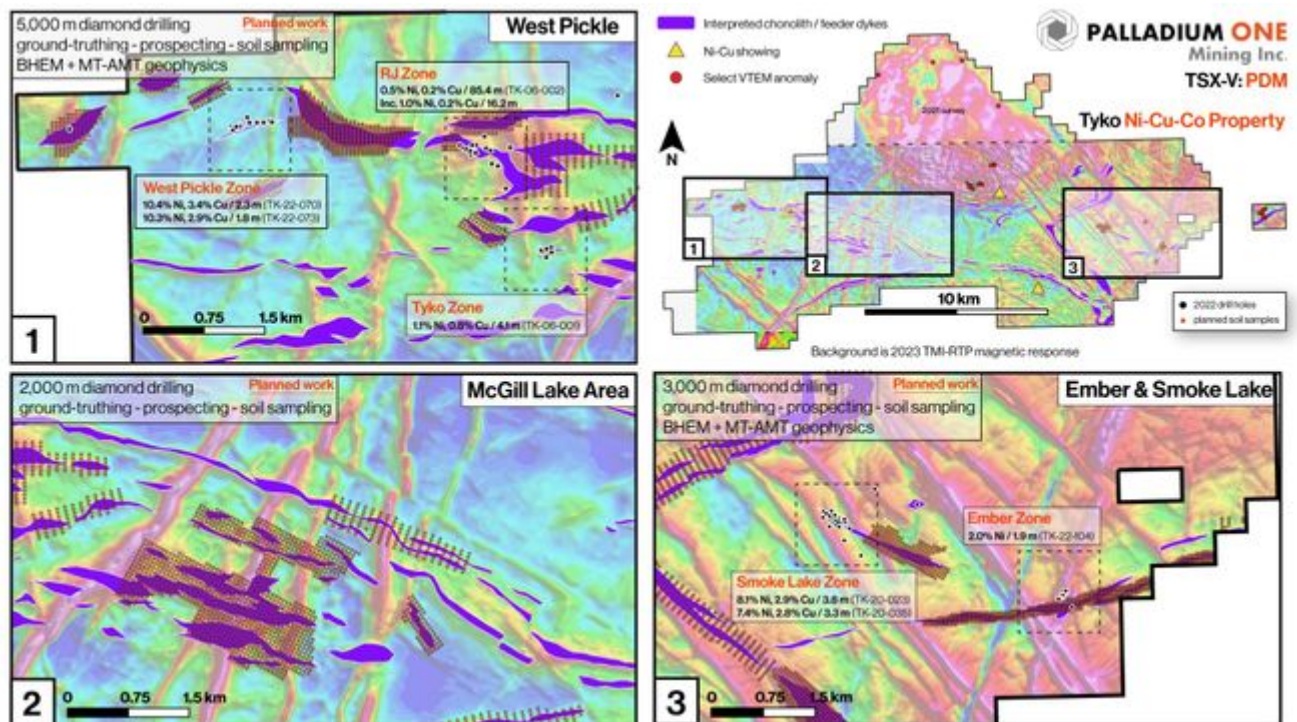 5,000 m diamond drilling
Planned work
ground-truthing - prospecting - soil sampling
BHEM + MT-AMT geophysics
West Pickle
RJ Zone
0.5% Ni, 0.2% Cu / 85.4 m (TK-06-002)
Inc, 1.0% Ni, 0.2% Cu / 16.2 m
West Pickle Zone
10.4% Ni, 3.4% Cu / 2.3 m (TK-22-070)
10.3% Ni, 2.9% Cu / 1.8 m (TK-22-073)
Tyko Zone
1.1% Ni, 0.8% Cu / 4.1 m
1
0 0.75 1.5 km
Interpreted chonolith / feeder dykes
Ni-Cu showing
Select VTEM anomaly
PALLADIUM ONE
Mining Inc.
TSX-V: PDM
Tyko Ni-Cu-Co Property
N
2021 survey
1
2
3
10 km
2022 drill holes
planned soil samples
Background is 2023 TMI-RTP magnetic response
2,000 m diamond drilling
Planned work
ground-truthing - prospecting - soil sampling
McGill Lake Area
2
0 0.75 1.5 km
3,000 m diamond drilling
Planned work
ground-truthing - prospecting - soil sampling
BHEM + MT-AMT geophysics
Ember & Smoke Lake
Ember Zone
2.0% Ni / 1.9 m (TK-22-104)
Smoke Lake Zone
8.1% Ni, 2.9% Cu / 3.8 m (TK-20-023)
7.4% Ni, 2.8% Cu / 3.3 m (TK-20-035)
3
0 0.75 1.5 km